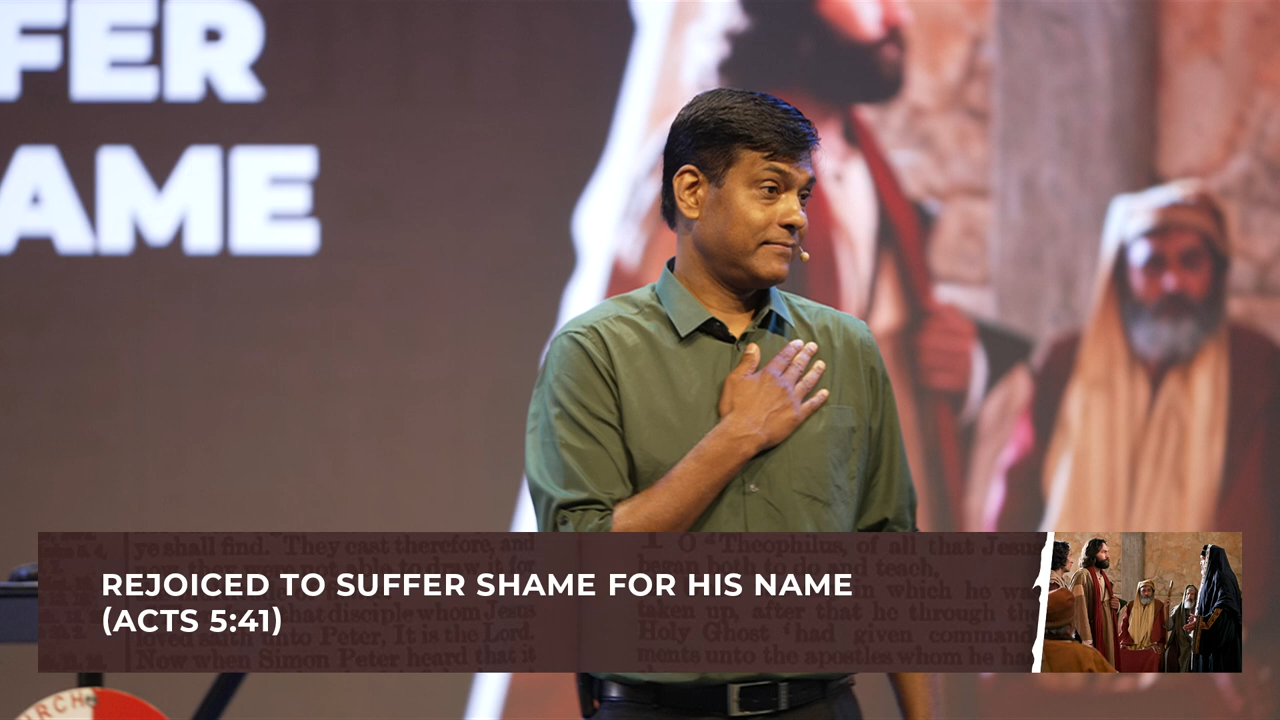 FER
AME
ye shall find. They cast therefore, and
REJOICED TO SUFFER SHAME FOR HIS NAME
(ACTS 5:41)
that disciple whom Jesus
unto Peter, It is the Lord.
Now when Simon Peter heard that it
O Theophilus, of all that Jesus
began both to do and teach,
in which he was
taken up, after that he through the
Holy Ghost had given command
ments unto the apostles whom he had
URCH